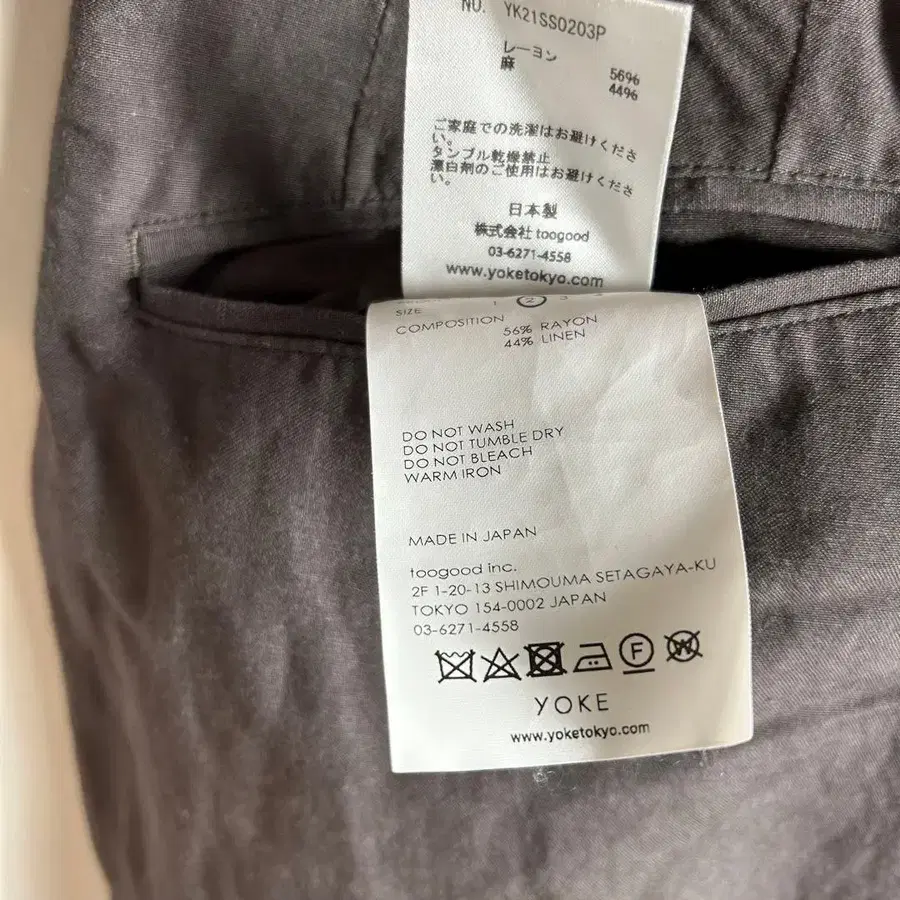 NO. YK21SS0203P
レーヨン 56%
麻 44%
ご家庭での洗濯はお避けくださ
い。
タンブル乾燥禁止
漂白剤のご使用はお避けくださ
い。
日本製
株式会社 toogood
03-6271-4558
www.yoketokyo.com
SIZE 1 2 3
COMPOSITION 56% RAYON
44% LINEN
DO NOT WASH
DO NOT TUMBLE DRY
DO NOT BLEACH
WARM IRON
MADE IN JAPAN
toogood inc.
2F 1-20-13 SHIMOUMA SETAGAYA-KU
TOKYO 154-0002 JAPAN
03-6271-4558
F W
YOKE
www.yoketokyo.com